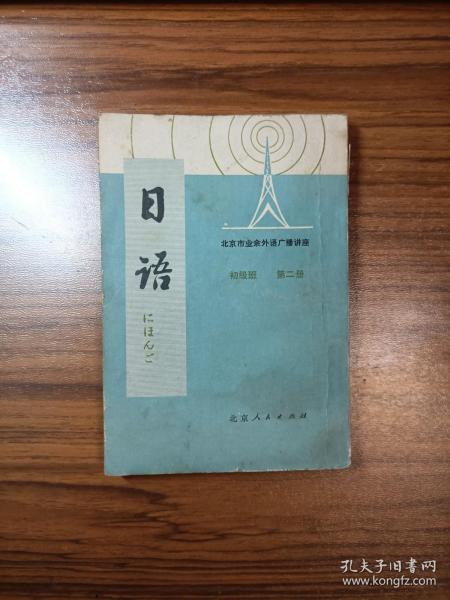 日语
にほんご
北京市业余外语广播讲座
初级班 第二册
北京人民出版社
孔夫子旧书网
www.kongfz.com